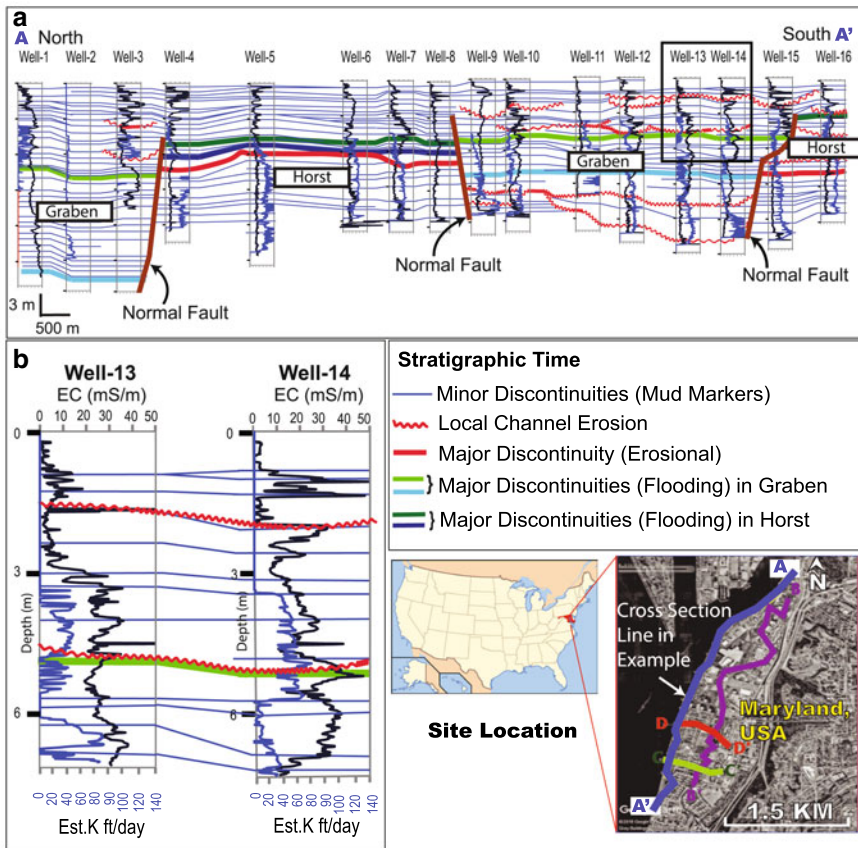 a
A North
South A'
Well-1 Well-2 Well-3 Well-4 Well-5 Well-6 Well-7 Well-8 Well-9 Well-10 Well-11 Well-12 Well-13 Well-14 Well-15 Well-16
Horst
Graben
Horst
Graben
Normal Fault
Normal Fault
Normal Fault
3 m
500 m
b
Well-13
Well-14
EC (mS/m)
EC (mS/m)
0 10 20 30 40 50
0 10 20 30 40 50
0
0
3
3
Depth (m)
Depth (m)
6
6
0 20 40 60 80 100 120 140
0 20 40 60 80 100 120 140
Est.K ft/day
Est.K ft/day
Stratigraphic Time
Minor Discontinuities (Mud Markers)
Local Channel Erosion
Major Discontinuity (Erosional)
} Major Discontinuities (Flooding) in Graben
} Major Discontinuities (Flooding) in Horst
Site Location
A
N
Cross Section
Line in
Example
Maryland,
USA
D
D'
C'
A'
1.5 KM